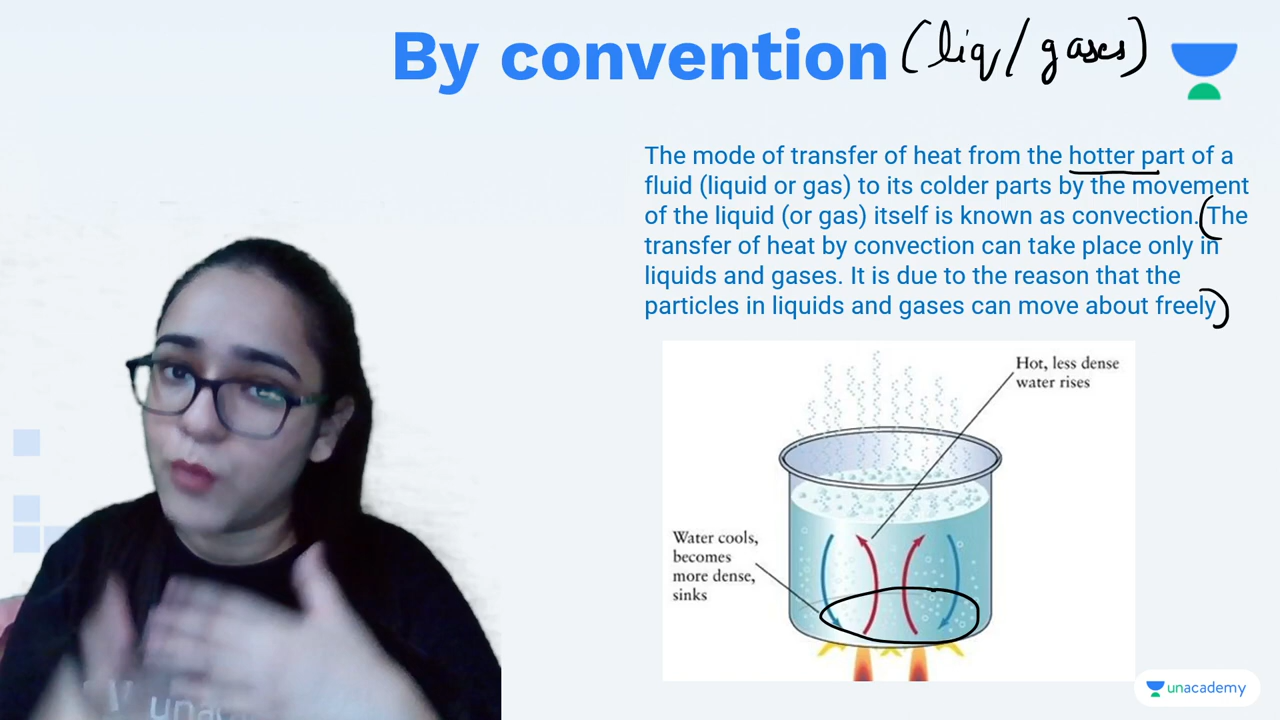 By convention (liq/gases)
The mode of transfer of heat from the hotter part of a
fluid (liquid or gas) to its colder parts by the movement
of the liquid (or gas) itself is known as convection. (The
transfer of heat by convection can take place only in
liquids and gases. It is due to the reason that the
particles in liquids and gases can move about freely)
Hot, less dense
water rises
Water cools,
becomes
more dense,
sinks
unacademy